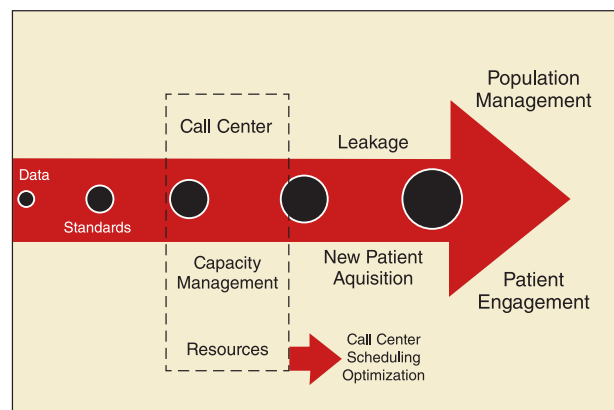 Data
Standards
Call Center
Capacity
Management
Resources
Call Center
Scheduling
Optimization
Leakage
New Patient
Aquisition
Population
Management
Patient
Engagement